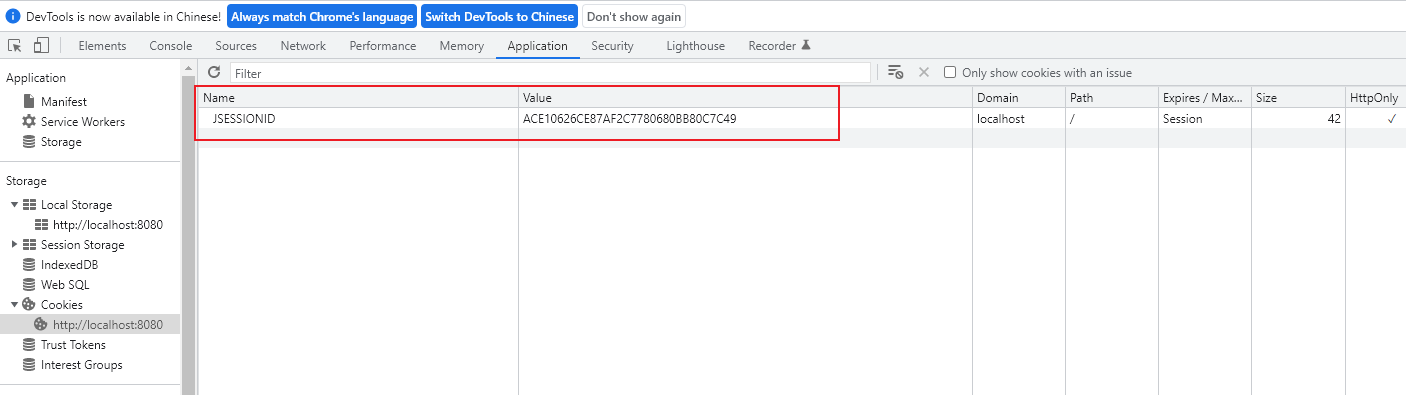 DevTools is now available in Chinese! Always match Chrome's language Switch DevTools to Chinese Don't show again
Elements Console Sources Network Performance Memory Application Security Lighthouse Recorder
Application
Manifest
Service Workers
Storage
Storage
Local Storage
http://localhost:8080
Session Storage
IndexedDB
Web SQL
Cookies
http://localhost:8080
Trust Tokens
Interest Groups
Filter Only show cookies with an issue
Name Value Domain Path Expires / Max... Size HttpOnly
JSESSIONID ACE10626CE87AF2C7780680BB80C7C49 localhost / Session 42 ✓